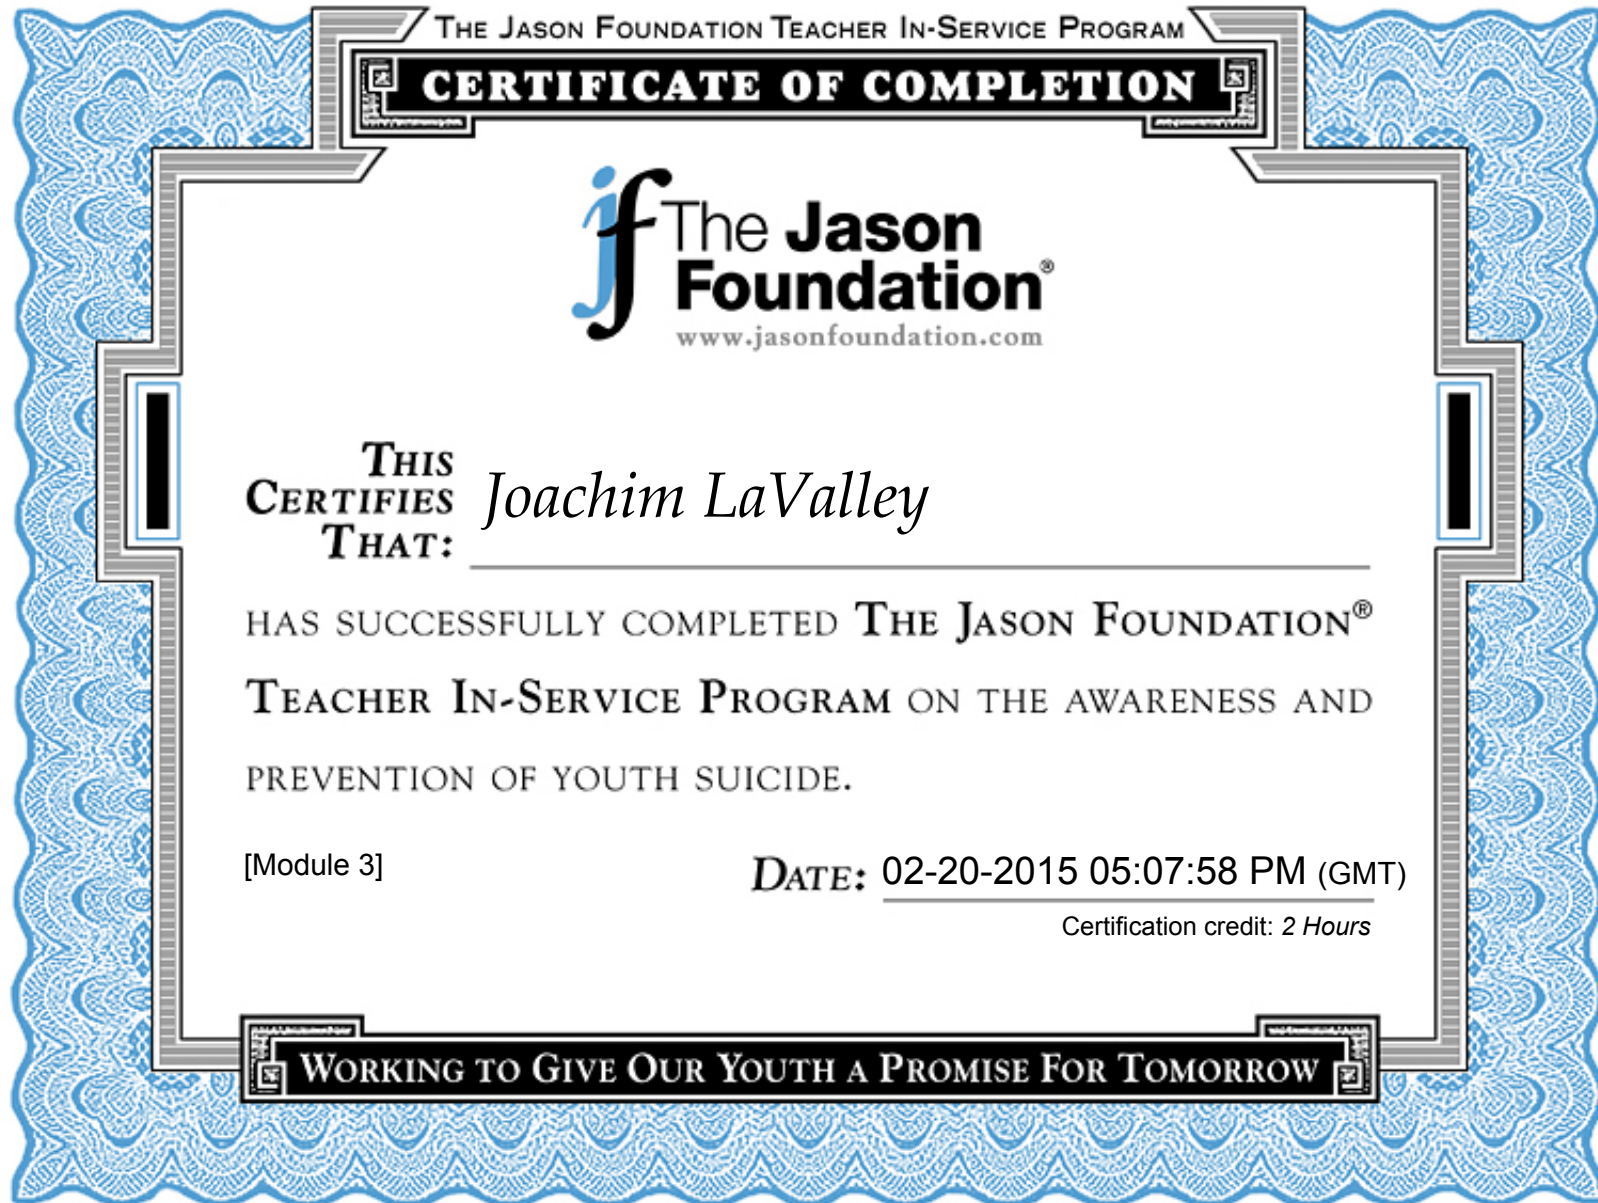 The Jason Foundation Teacher In-Service Program
CERTIFICATE OF COMPLETION
jf The Jason
Foundation®
www.jasonfoundation.com
This
Certifies
That:
Joachim LaValley
has successfully completed The Jason Foundation®
Teacher In-Service Program on the awareness and
prevention of youth suicide.
[Module 3]
Date: 02-20-2015 05:07:58 PM (GMT)
Certification credit: 2 Hours
Working to Give Our Youth a Promise For Tomorrow